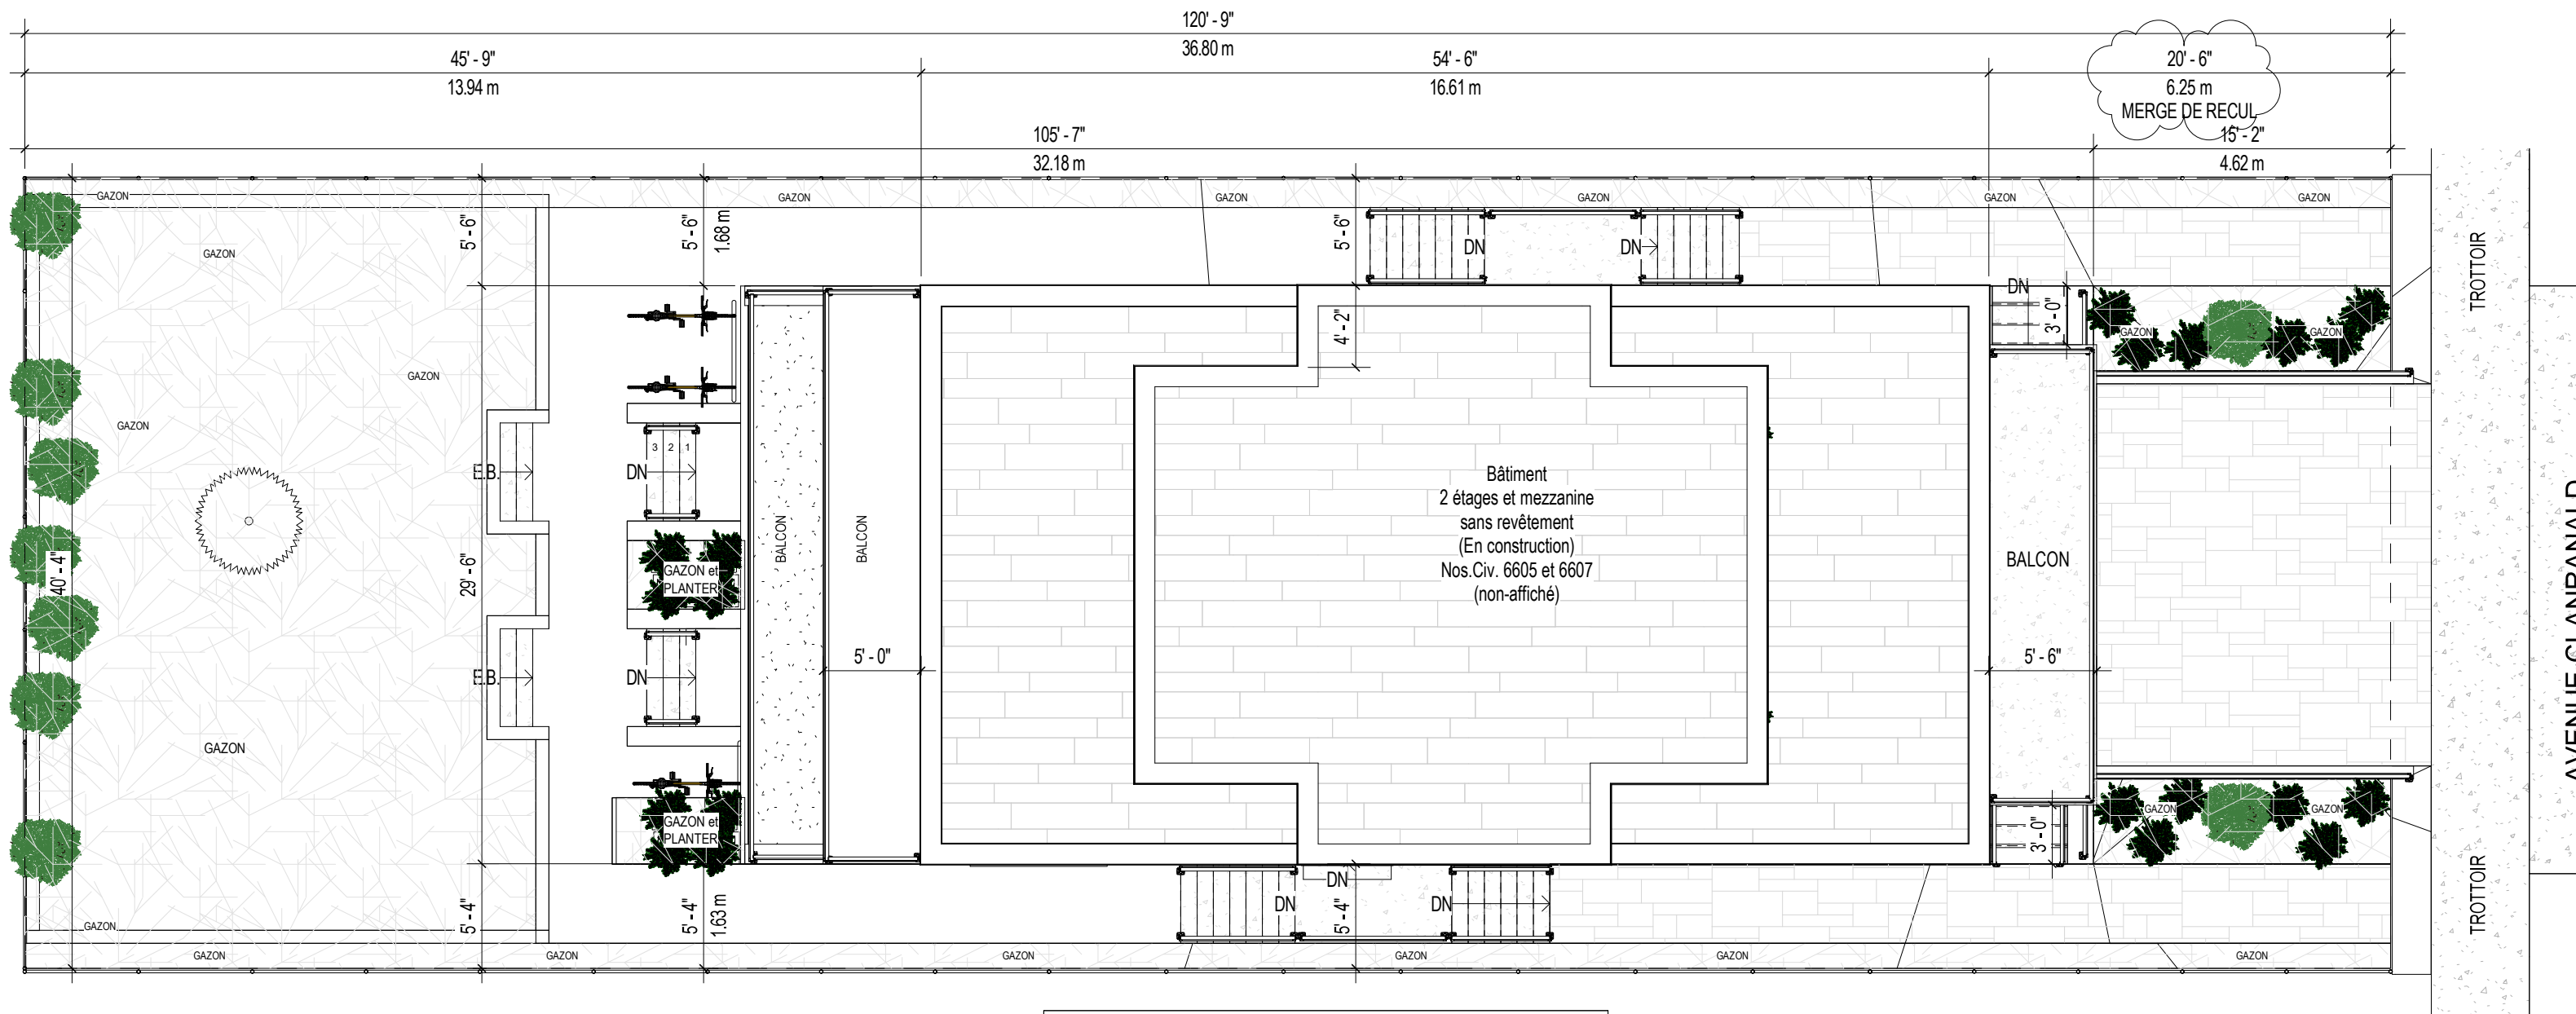 120' - 9"
36.80 m
45' - 9"
13.94 m
54' - 6"
16.61 m
20' - 6"
6.25 m
MERGE DE RECUL
105' - 7"
32.18 m
15' - 2"
4.62 m
GAZON
GAZON
GAZON
GAZON
GAZON
GAZON
5' - 6"
5' - 6"
1.68 m
5' - 6"
GAZON
DN
DN
DN
3' - 0"
4' - 2"
GAZON
GAZON
TROTTOIR
GAZON
GAZON
3 2 1
E.B.
DN
BALCON
BALCON
Bâtiment
2 étages et mezzanine
sans revêtement
(En construction)
Nos.Civ. 6605 et 6607
(non-affiché)
BALCON
40' - 4"
29' - 6"
GAZON et
PLANTER
E.B.
DN
5' - 0"
5' - 6"
AVENUE CLANRANALD
GAZON
GAZON et
PLANTER
GAZON
GAZON
3' - 0"
DN
DN
DN
5' - 4"
5' - 4"
1.63 m
5' - 4"
TROTTOIR
GAZON
GAZON
GAZON
GAZON
GAZON
GAZON
GAZON